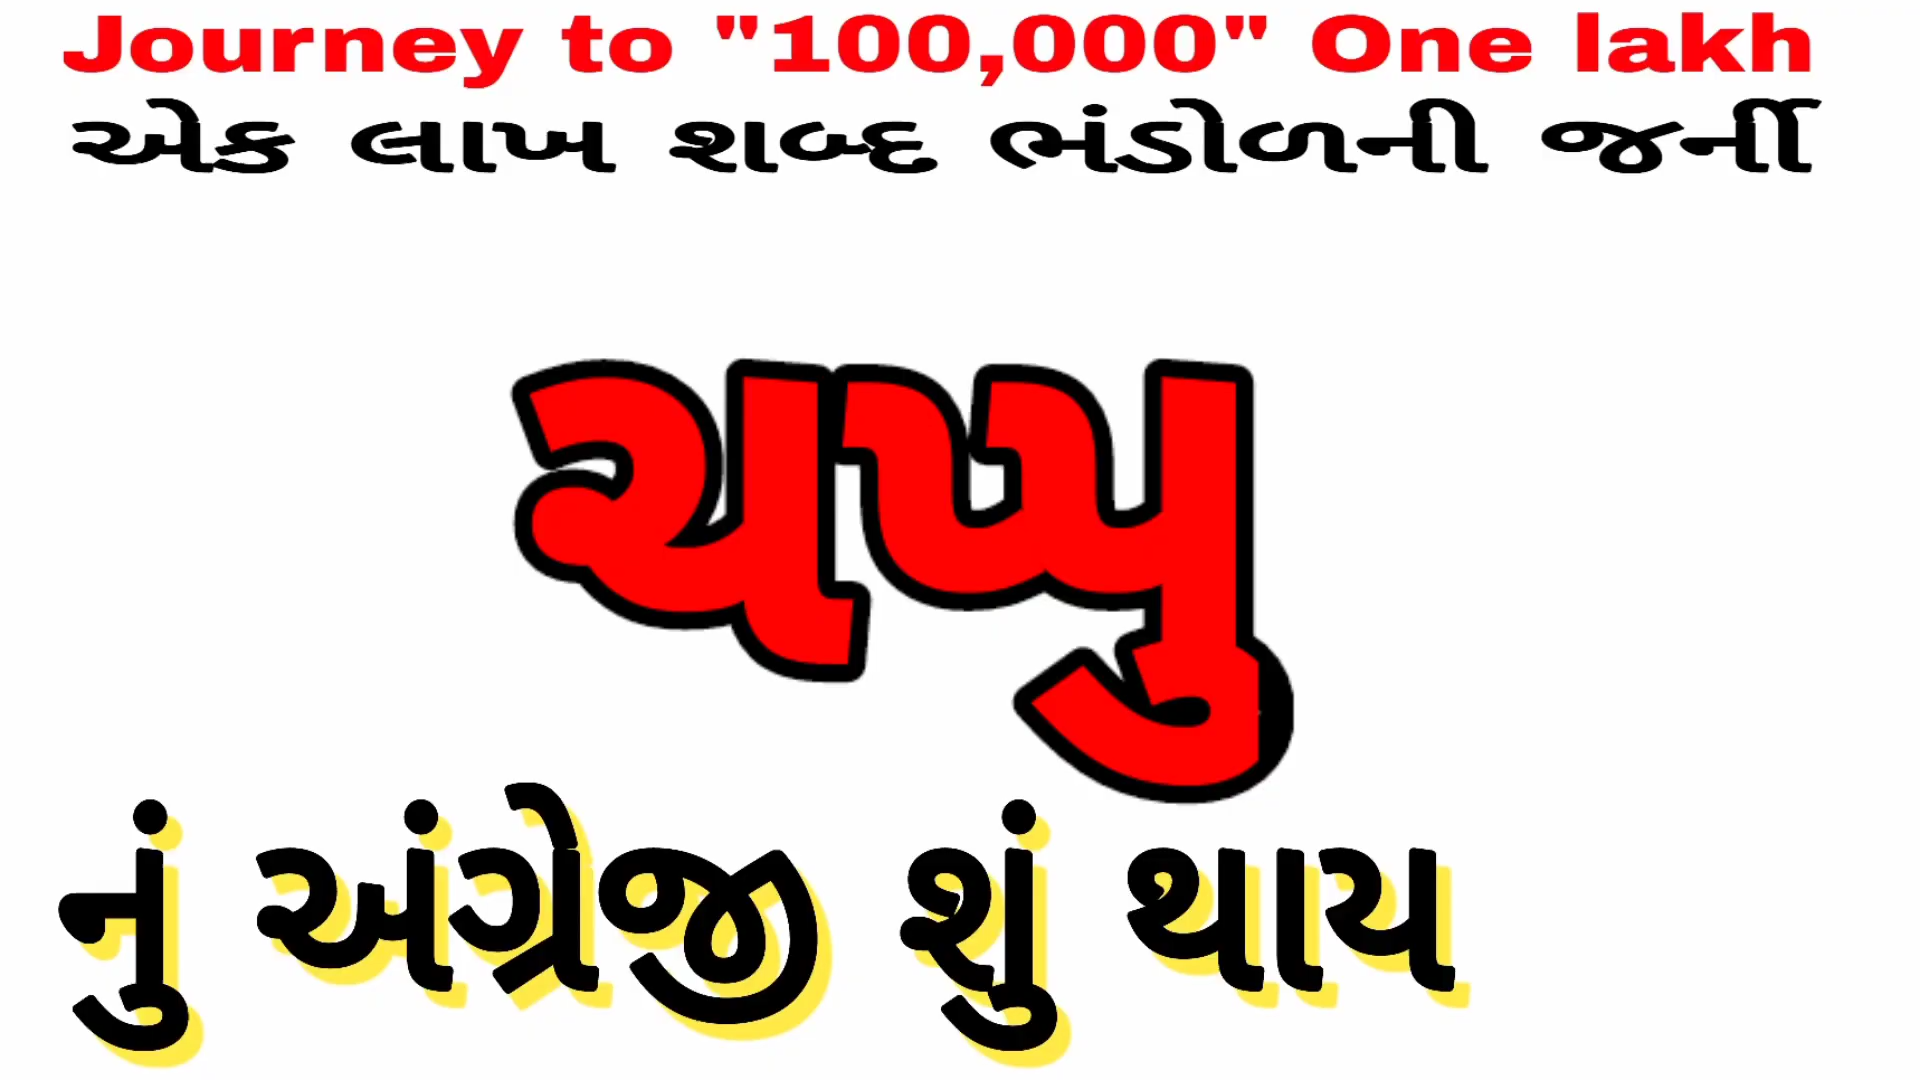 Journey to "100,000" One lakh
એક લાખ શબ્દ ભંડોળની જર્ની
ચપ્પુ
નું અંગ્રેજી શું થાય